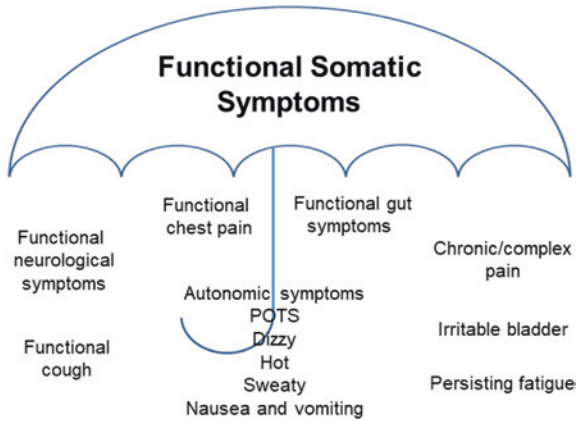 Functional Somatic
Symptoms
Functional
chest pain
Functional gut
symptoms
Functional
neurological
symptoms
Chronic/complex
pain
Autonomic symptoms
POTS
Dizzy
Hot
Sweaty
Nausea and vomiting
Functional
cough
Irritable bladder
Persisting fatigue